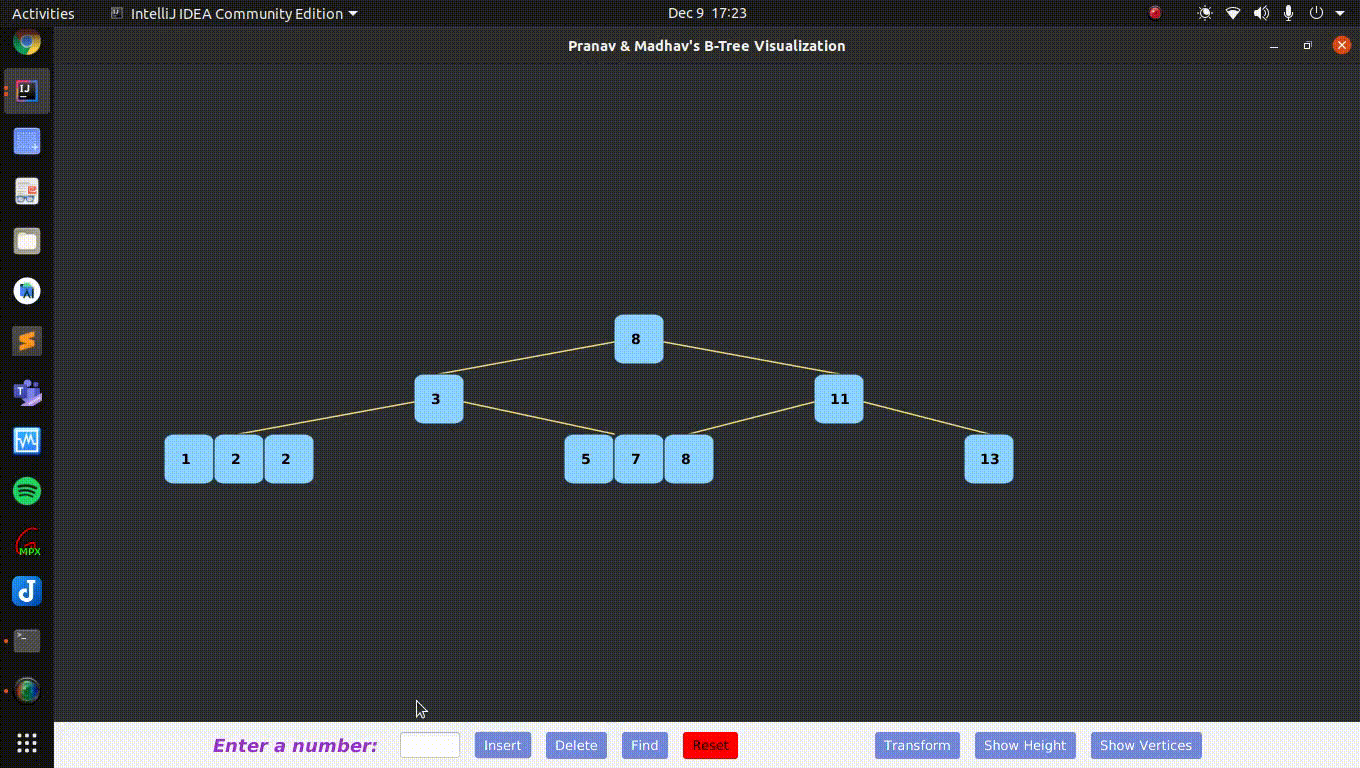 Activities IntelliJ IDEA Community Edition Dec 9 17:23
Pranav & Madhav's B-Tree Visualization
IJ
8
3 11
1 2 2 5 7 8 13
T
MPX
J
>_
Enter a number: Insert Delete Find Reset Transform Show Height Show Vertices